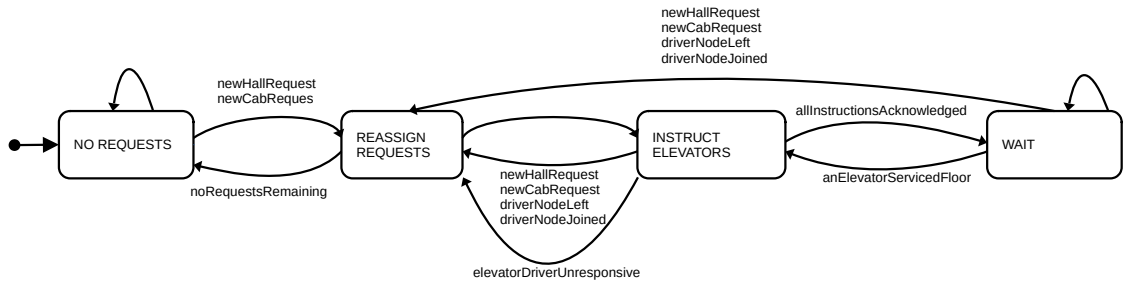 newHallRequest
newCabRequest
driverNodeLeft
driverNodeJoined
newHallRequest
newCabReques
NO REQUESTS
REASSIGN
REQUESTS
INSTRUCT
ELEVATORS
allInstructionsAcknowledged
WAIT
noRequestsRemaining
newHallRequest
newCabRequest
driverNodeLeft
driverNodeJoined
anElevatorServicedFloor
elevatorDriverUnresponsive